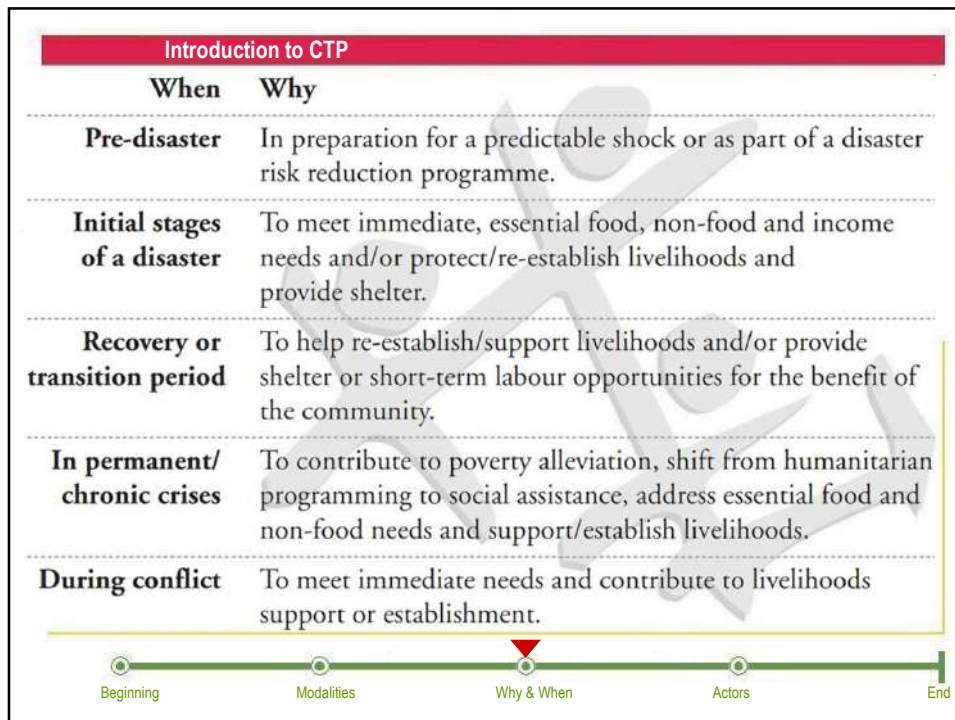 Introduction to CTP
When Why
Pre-disaster In preparation for a predictable shock or as part of a disaster
risk reduction programme.
Initial stages To meet immediate, essential food, non-food and income
of a disaster needs and/or protect/re-establish livelihoods and
provide shelter.
Recovery or To help re-establish/support livelihoods and/or provide
transition period shelter or short-term labour opportunities for the benefit of
the community.
In permanent/ To contribute to poverty alleviation, shift from humanitarian
chronic crises programming to social assistance, address essential food and
non-food needs and support/establish livelihoods.
During conflict To meet immediate needs and contribute to livelihoods
support or establishment.
Beginning Modalities Why & When Actors End